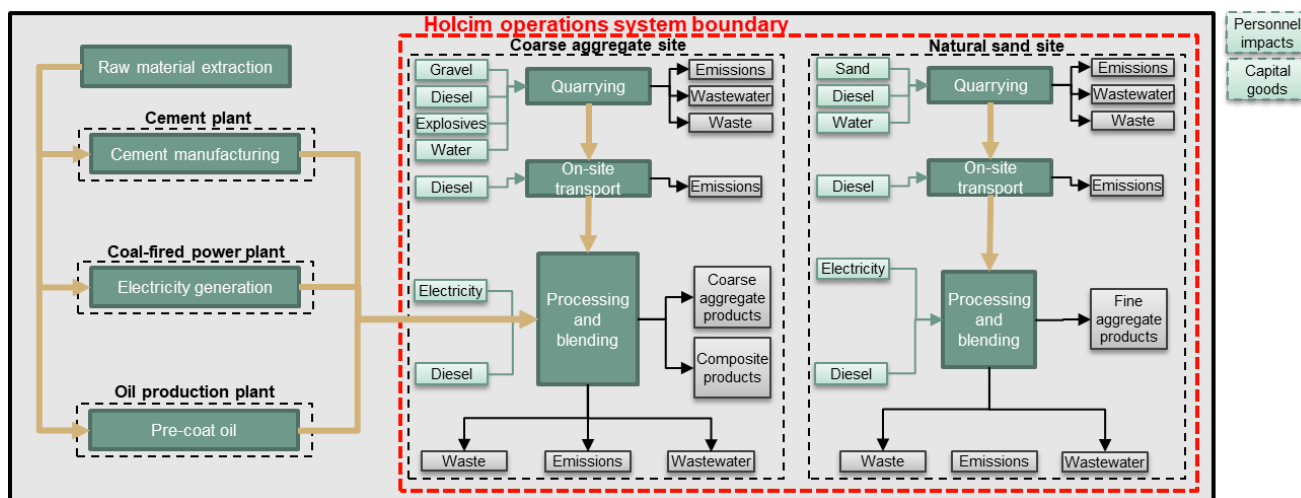 Holcim operations system boundary
Personnel
impacts
Capital
goods
Raw material extraction
Cement plant
Cement manufacturing
Coal-fired power plant
Electricity generation
Oil production plant
Pre-coat oil
Coarse aggregate site
Gravel
Diesel
Explosives
Water
Quarrying
Emissions
Wastewater
Waste
Diesel
On-site
transport
Emissions
Electricity
Diesel
Processing
and
blending
Coarse
aggregate
products
Composite
products
Waste
Emissions
Wastewater
Natural sand site
Sand
Diesel
Water
Quarrying
Emissions
Wastewater
Waste
Diesel
On-site
transport
Emissions
Electricity
Diesel
Processing
and
blending
Fine
aggregate
products
Waste
Emissions
Wastewater